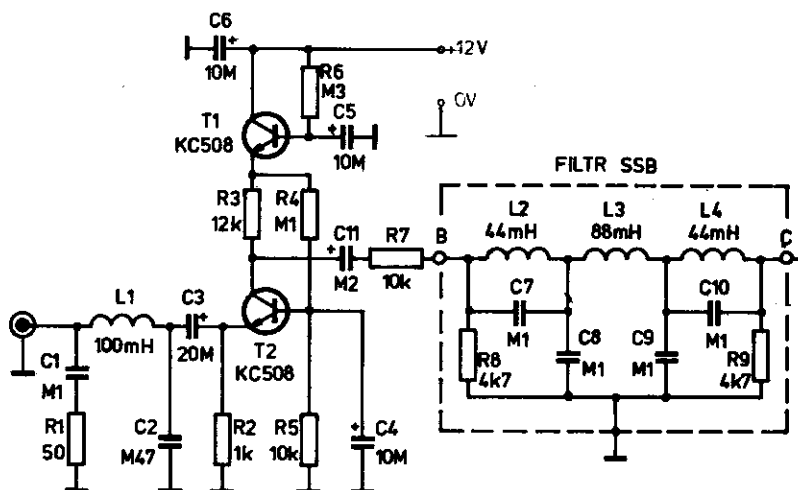 C6
10M
+12V
R6
M3
0V
T1
KC508
C5
10M
FILTR SSB
R3
12k
R4
M1
C11
M2
R7
10k
B
L2
44mH
L3
88mH
L4
44mH
C
L1
100mH
C3
20M
T2
KC508
C7
M1
C10
M1
C1
M1
R8
4k7
C8
M1
C9
M1
R9
4k7
R1
50
C2
M47
R2
1k
R5
10k
C4
10M